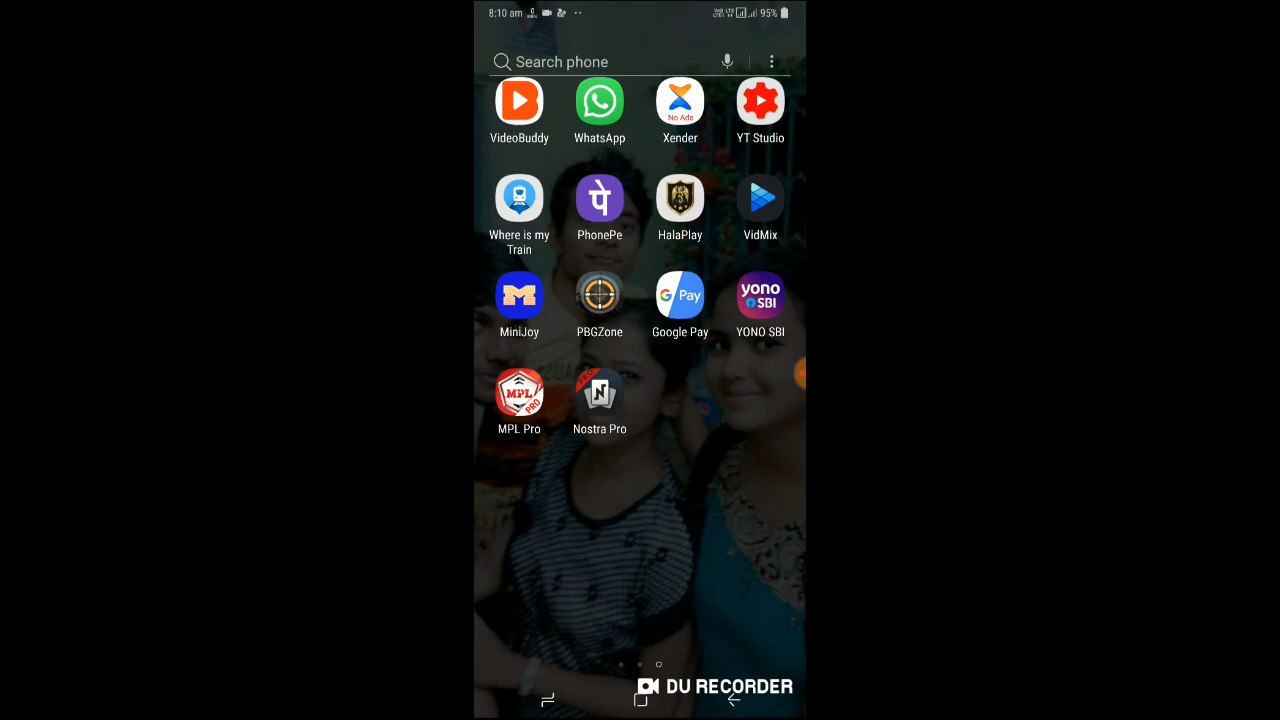 8:10 am 95%
Search phone
No Ads
VideoBuddy WhatsApp Xender YT Studio
पे
Where is my Train PhonePe HalaPlay VidMix
M G Pay yono SBI
MiniJoy PBGZone Google Pay YONO SBI
MPL PRO PRO N
MPL Pro Nostra Pro
DU RECORDER